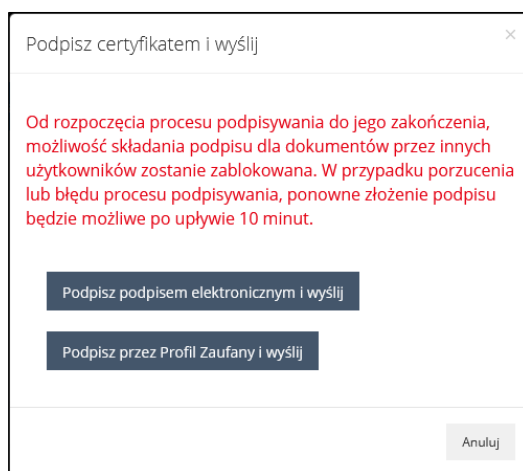 Podpisz certyfikatem i wyślij
×
Od rozpoczęcia procesu podpisywania do jego zakończenia,
możliwość składania podpisu dla dokumentów przez innych
użytkowników zostanie zablokowana. W przypadku porzucenia
lub błędu procesu podpisywania, ponowne złożenie podpisu
będzie możliwe po upływie 10 minut.
Podpisz podpisem elektronicznym i wyślij
Podpisz przez Profil Zaufany i wyślij
Anuluj